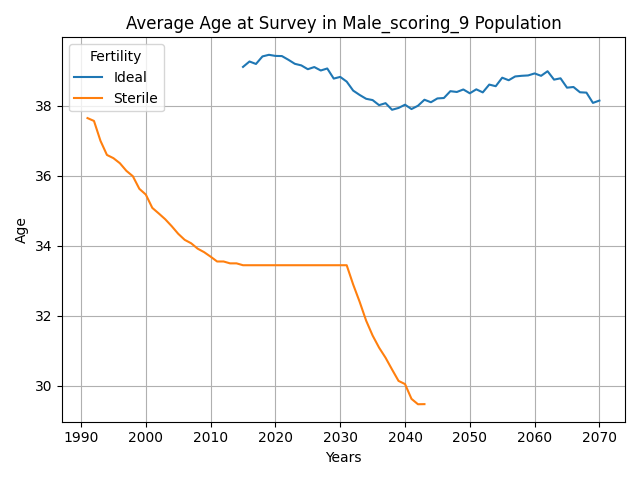 Average Age at Survey in Male_scoring_9 Population
Fertility
Ideal
Sterile
38
36
34
32
30
Age
1990 2000 2010 2020 2030 2040 2050 2060 2070
Years